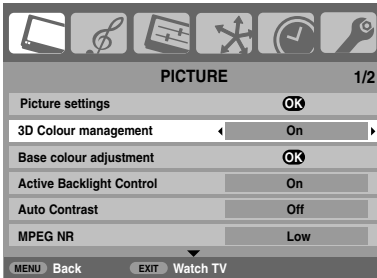 PICTURE 1/2
Picture settings OK
3D Colour management On
Base colour adjustment OK
Active Backlight Control On
Auto Contrast Off
MPEG NR Low
MENU Back EXIT Watch TV